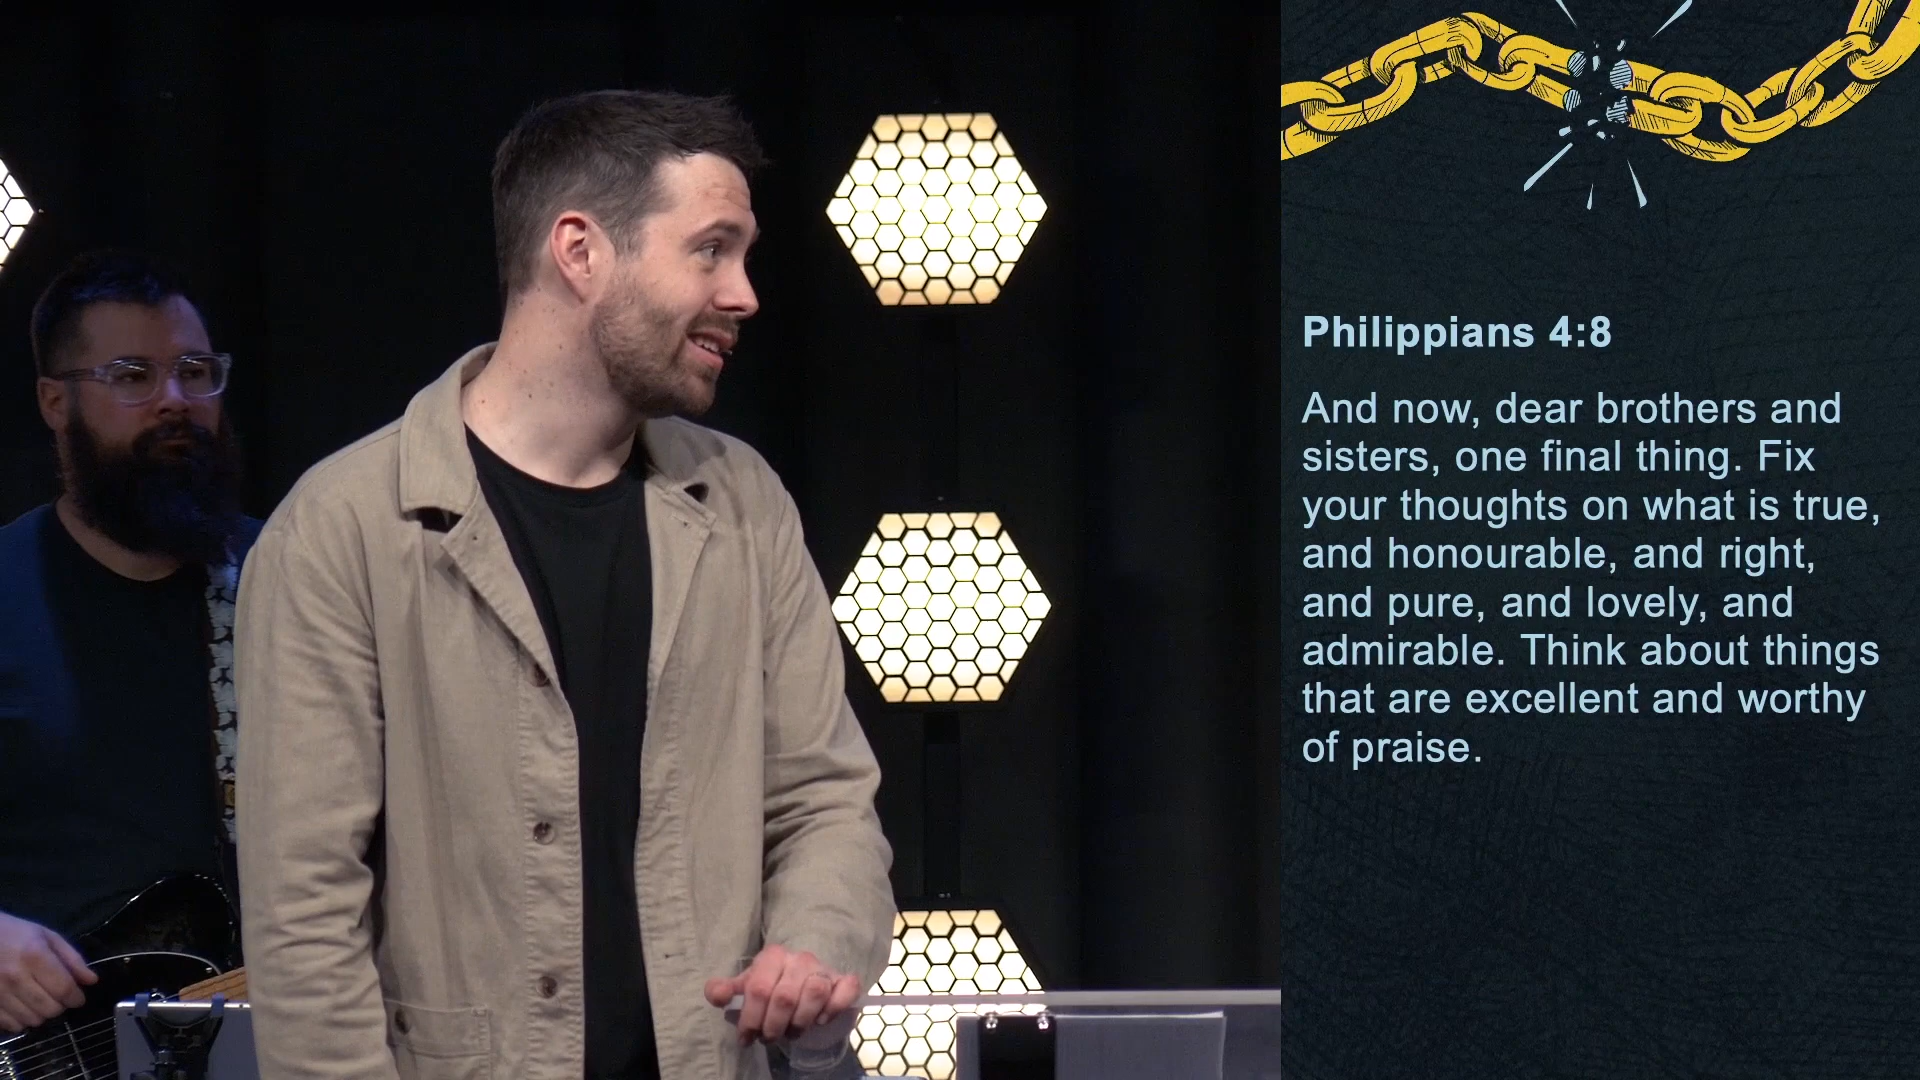 Philippians 4:8
And now, dear brothers and
sisters, one final thing. Fix
your thoughts on what is true,
and honourable, and right,
and pure, and lovely, and
admirable. Think about things
that are excellent and worthy
of praise.